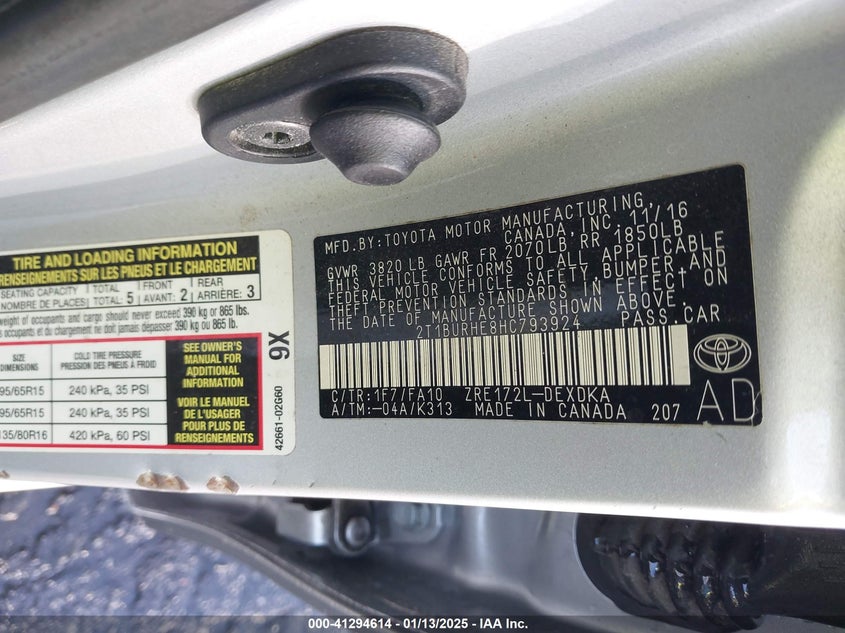 TIRE AND LOADING INFORMATION
RENSEIGNEMENTS SUR LES PNEUS ET LE CHARGEMENT
SEATING CAPACITY TOTAL: 5 FRONT 2 REAR 3
NOMBRE DE PLACES: TOTAL: AVANT: ARRIÈRE:
weight of occupants and cargo should never exceed 390 kg or 865 lbs.
occupants et du chargement ne doit jamais dépasser 390 kg ou 865 lb.
DIMENSIONS COLD TIRE PRESSURE
PRESSION DES PNEUS À FROID
95/65R15 240 kPa, 35 PSI
95/65R15 240 kPa, 35 PSI
135/80R16 420 kPa, 60 PSI
SEE OWNER'S
MANUAL FOR
ADDITIONAL
INFORMATION
VOIR LE MANUEL
DE L'USAGER
POUR PLUS DE
RENSEIGNEMENTS
9X
42661-02G60
MFD.BY:TOYOTA MOTOR MANUFACTURING,
CANADA,INC. 11/16
GVWR 3820 LB GAWR FR 2070LB RR 1850LB
THIS VEHICLE CONFORMS TO ALL APPLICABLE
FEDERAL MOTOR VEHICLE SAFETY,BUMPER,AND
THEFT PREVENTION STANDARDS IN EFFECT ON
THE DATE OF MANUFACTURE SHOWN ABOVE.
2T1BURHE8HC793924 PASS.CAR
C/TR:1F7/FA10 ZRE172L-DEXDKA
A/TM:-04A/K313 MADE IN CANADA 207
AD
000-41294614 - 01/13/2025 - IAA Inc.